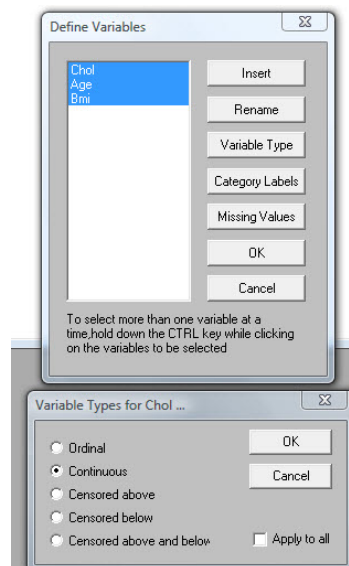 Define Variables
Chol
Age
Bmi
Insert
Rename
Variable Type
Category Labels
Missing Values
OK
Cancel
To select more than one variable at a
time,hold down the CTRL key while clicking
on the variables to be selected
Variable Types for Chol ...
Ordinal
Continuous
Censored above
Censored below
Censored above and below
OK
Cancel
Apply to all